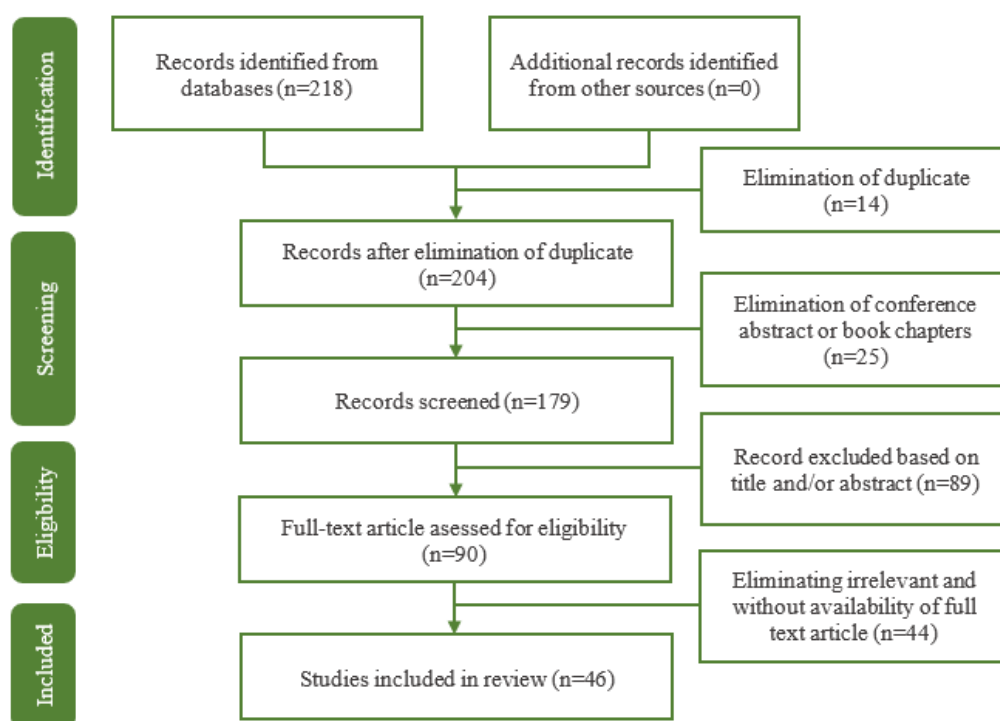 Identification
Records identified from
databases (n=218)
Additional records identified
from other sources (n=0)
Elimination of duplicate
(n=14)
Screening
Records after elimination of duplicate
(n=204)
Elimination of conference
abstract or book chapters
(n=25)
Records screened (n=179)
Eligibility
Record excluded based on
title and/or abstract (n=89)
Full-text article asessed for eligibility
(n=90)
Eliminating irrelevant and
without availability of full
text article (n=44)
Included
Studies included in review (n=46)